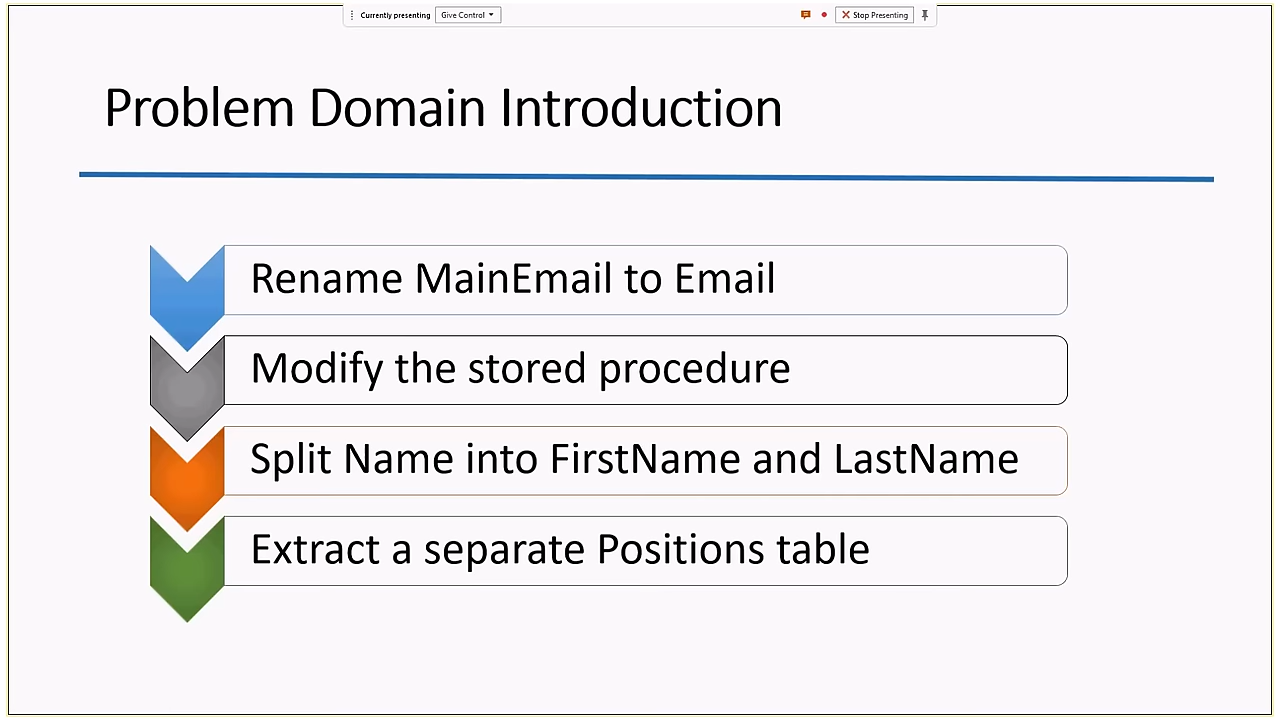 Currently presenting Give Control Stop Presenting
Problem Domain Introduction
Rename MainEmail to Email
Modify the stored procedure
Split Name into FirstName and LastName
Extract a separate Positions table